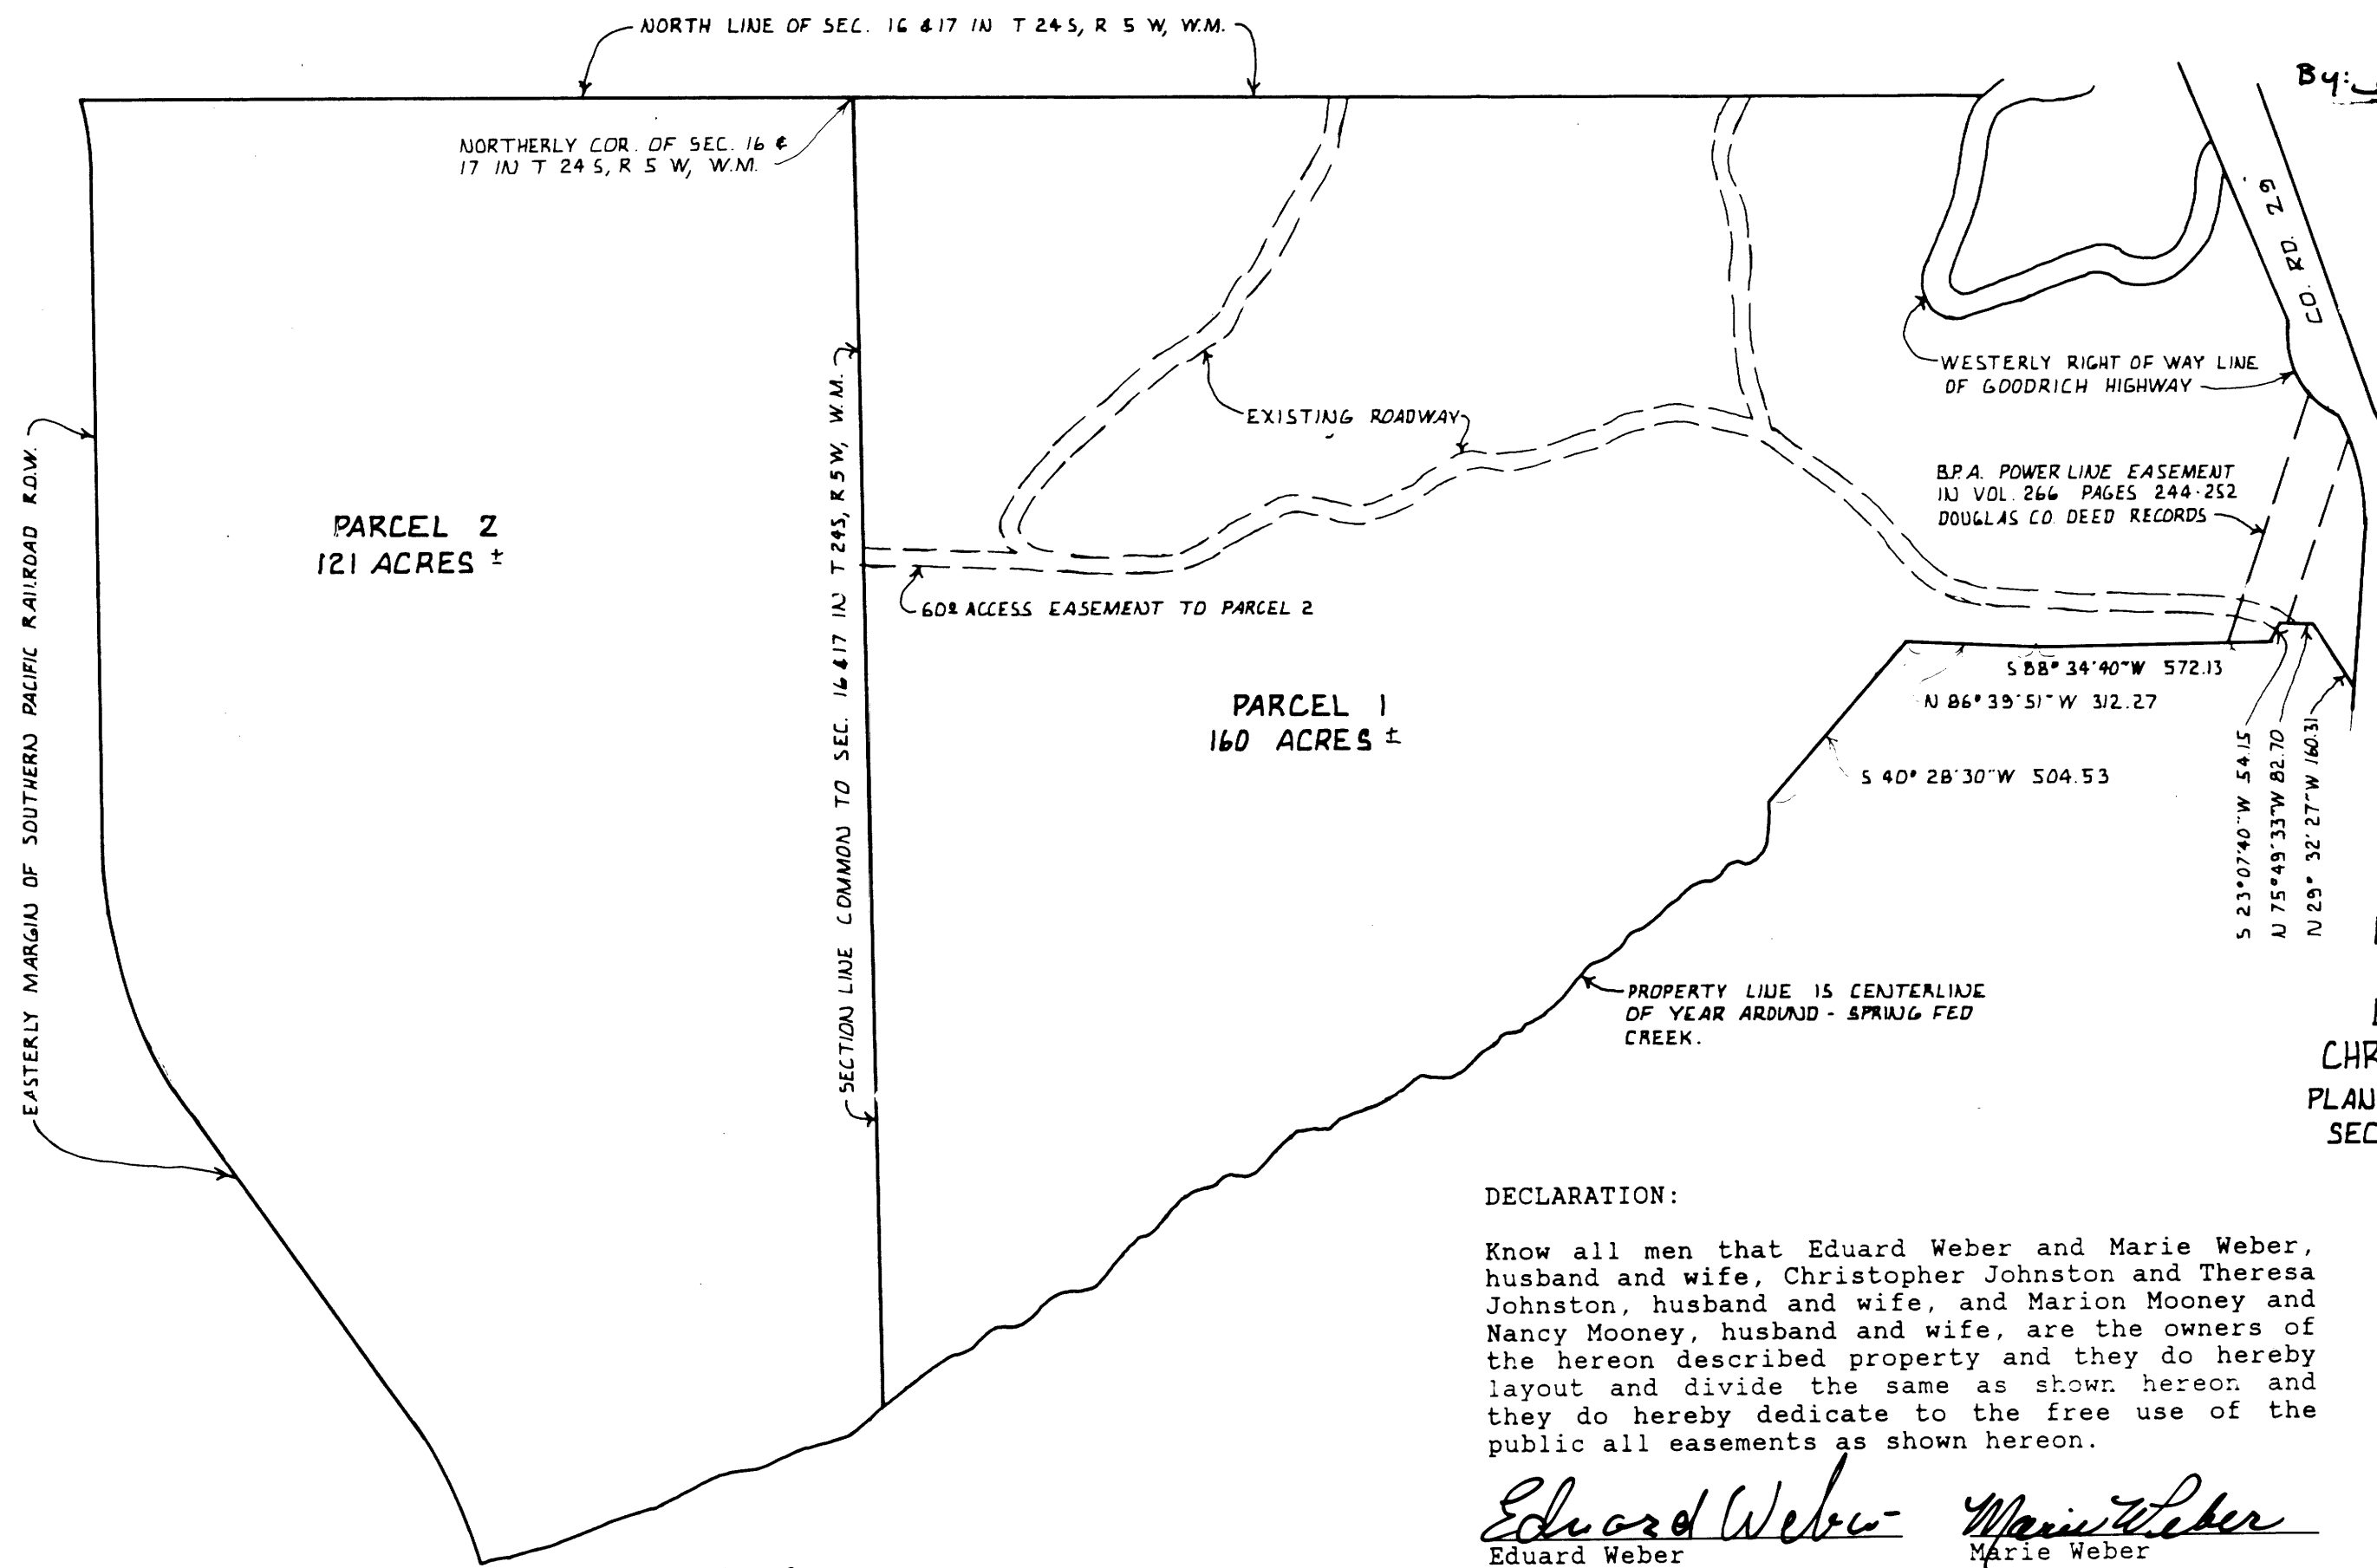 NORTH LINE OF SEC. 16 & 17 IN T 24 S, R 5 W, W.M.
By:
NORTHERLY COR. OF SEC. 16 &
17 IN T 24 S, R 5 W, W.M.
CO. RD. 29
WESTERLY RIGHT OF WAY LINE
OF GOODRICH HIGHWAY
EXISTING ROADWAY
B.P.A. POWER LINE EASEMENT
IN VOL. 266 PAGES 244-252
DOUGLAS CO. DEED RECORDS
EASTERLY MARGIN OF SOUTHERN PACIFIC RAILROAD R.O.W.
PARCEL 2
121 ACRES ±
SECTION LINE COMMON TO SEC. 16 & 17 IN T 24S, R 5 W, W.M.
ACCESS EASEMENT TO PARCEL 2
PARCEL 1
160 ACRES ±
S 88° 34' 40" W 572.13
N 86° 39' 51" W 312.27
S 40° 28' 30" W 504.53
S 23° 07' 40" W 54.15
N 75° 49' 33" W 82.70
N 29° 32' 27" W 160.31
PROPERTY LINE IS CENTERLINE
OF YEAR AROUND - SPRING FED
CREEK.
CHR
PLAN
SEC
DECLARATION:
Know all men that Eduard Weber and Marie Weber,
husband and wife, Christopher Johnston and Theresa
Johnston, husband and wife, and Marion Mooney and
Nancy Mooney, husband and wife, are the owners of
the hereon described property and they do hereby
layout and divide the same as shown hereon and
they do hereby dedicate to the free use of the
public all easements as shown hereon.
Eduard Weber Marie Weber
Eduard Weber Marie Weber